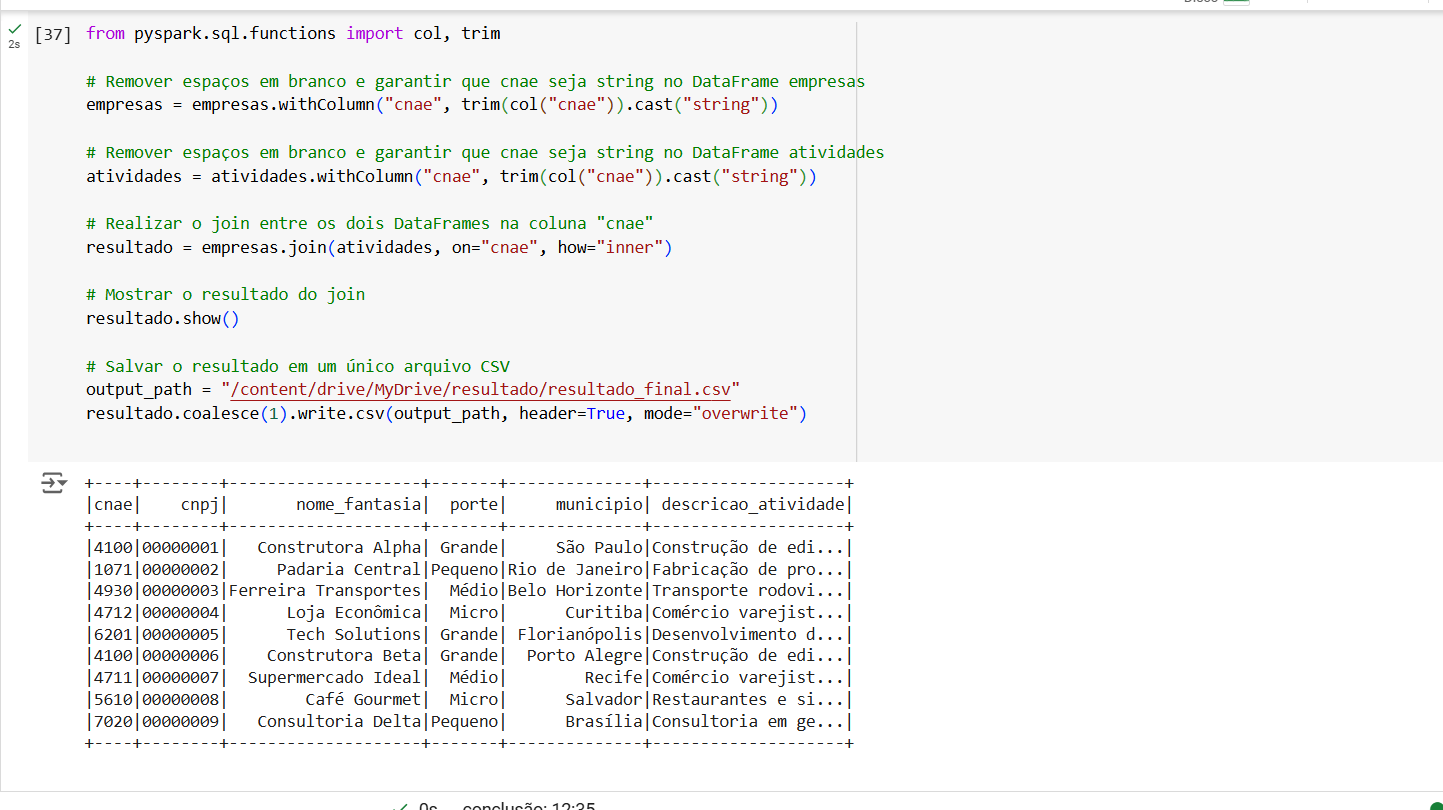 [37] from pyspark.sql.functions import col, trim
2s
# Remover espaços em branco e garantir que cnae seja string no DataFrame empresas
empresas = empresas.withColumn("cnae", trim(col("cnae")).cast("string"))
# Remover espaços em branco e garantir que cnae seja string no DataFrame atividades
atividades = atividades.withColumn("cnae", trim(col("cnae")).cast("string"))
# Realizar o join entre os dois DataFrames na coluna "cnae"
resultado = empresas.join(atividades, on="cnae", how="inner")
# Mostrar o resultado do join
resultado.show()
# Salvar o resultado em um único arquivo CSV
output_path = "/content/drive/MyDrive/resultado/resultado_final.csv"
resultado.coalesce(1).write.csv(output_path, header=True, mode="overwrite")
+----+--------+--------------------+-------+--------------+--------------------+
|cnae|    cnpj|       nome_fantasia|  porte|     municipio| descricao_atividade|
+----+--------+--------------------+-------+--------------+--------------------+
|4100|00000001|   Construtora Alpha| Grande|     São Paulo|Construção de edi...|
|1071|00000002|     Padaria Central|Pequeno|Rio de Janeiro|Fabricação de pro...|
|4930|00000003|Ferreira Transportes|  Médio|Belo Horizonte|Transporte rodovi...|
|4712|00000004|      Loja Econômica|  Micro|      Curitiba|Comércio varejist...|
|6201|00000005|      Tech Solutions| Grande| Florianópolis|Desenvolvimento d...|
|4100|00000006|    Construtora Beta| Grande|  Porto Alegre|Construção de edi...|
|4711|00000007|  Supermercado Ideal|  Médio|        Recife|Comércio varejist...|
|5610|00000008|        Café Gourmet|  Micro|      Salvador|Restaurantes e si...|
|7020|00000009|   Consultoria Delta|Pequeno|      Brasília|Consultoria em ge...|
+----+--------+--------------------+-------+--------------+--------------------+
0s conclusão: 12:35